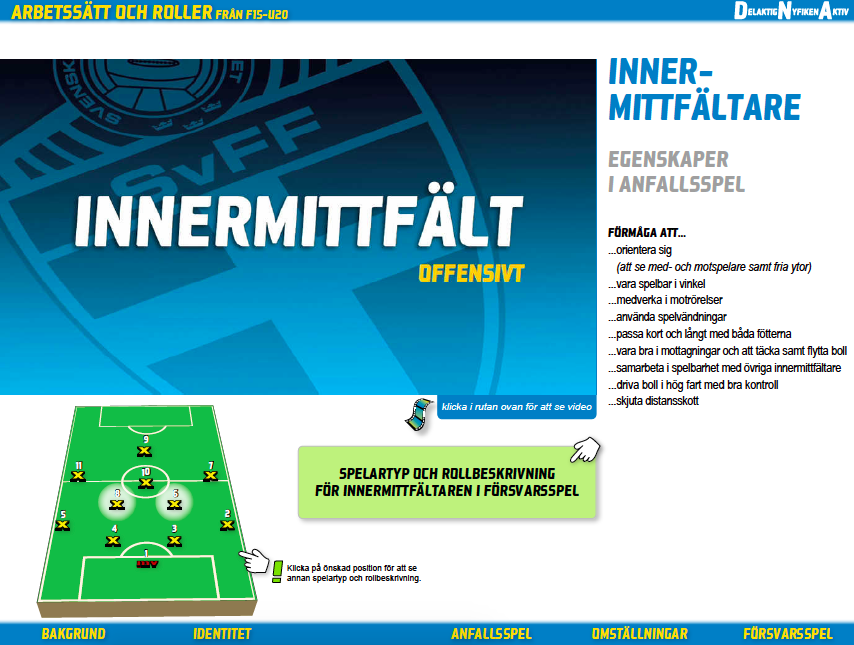 ARBETSSÄTT OCH ROLLER FRÅN F15-U20
DELAKTIG NYFIKEN AKTIV
SVENSK
ET
SvFF
INNERMITTFÄLT
OFFENSIVT
INNER-
MITTFÄLTARE
EGENSKAPER
I ANFALLSSPEL
FÖRMÅGA ATT...
...orientera sig
(att se med- och motspelare samt fria ytor)
...vara spelbar i vinkel
...medverka i motrörelser
...använda spelvändningar
...passa kort och långt med båda fötterna
...vara bra i mottagningar och att täcka samt flytta boll
...samarbeta i spelbarhet med övriga innermittfältare
...driva boll i hög fart med bra kontroll
...skjuta distansskott
klicka i rutan ovan för att se video
SPELARTYP OCH ROLLBESKRIVNING
FÖR INNERMITTFÄLTAREN I FÖRSVARSSPEL
9
11 10 7
8 6
5 2
4 3
1
Klicka på önskad position för att se
annan spelartyp och rollbeskrivning.
BAKGRUND IDENTITET ANFALLSSPEL OMSTÄLLNINGAR FÖRSVARSSPEL